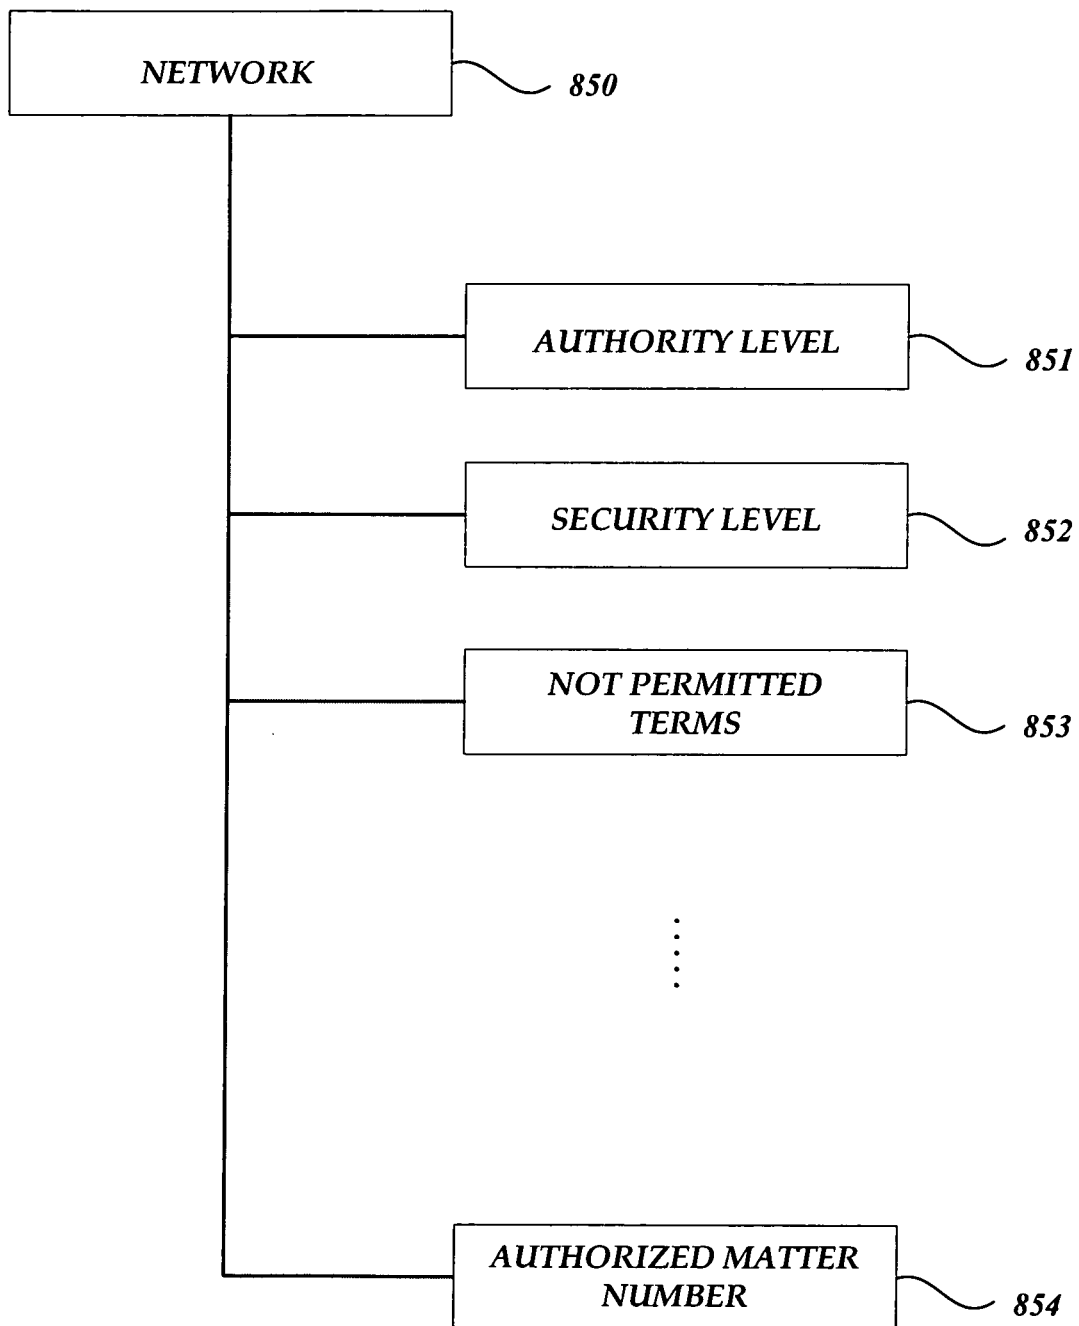 NETWORK
850
AUTHORITY LEVEL
851
SECURITY LEVEL
852
NOT PERMITTED
TERMS
853
AUTHORIZED MATTER
NUMBER
854